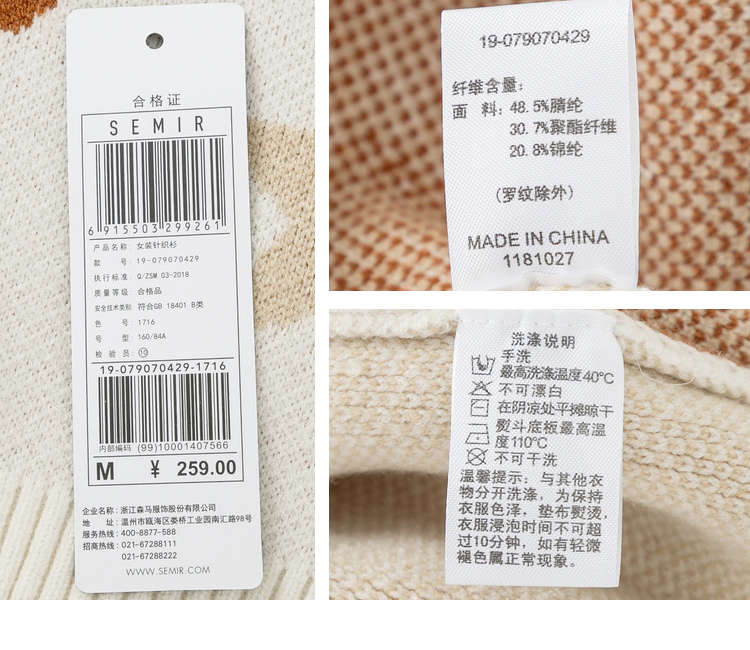 合格证
SEMIR
6 915503 299261
产品名称: 女装针织衫
款 号: 19-079070429
执行标准: Q/ZSM 03-2018
质量等级: 合格品
安全技术类别: 符合GB 18401 B类
色 号: 1716
号 型: 160/84A
检 验 员: ⑩
19-079070429-1716
内部编码 (99)10001407566
M ¥ 259.00
企业名称: 浙江森马服饰股份有限公司
地 址: 温州市瓯海区娄桥工业园南汇路98号
服务热线: 400-8877-588
招商热线: 021-67288111
021-67288222
WWW.SEMIR.COM
19-079070429
纤维含量:
面 料: 48.5%腈纶
30.7%聚酯纤维
20.8%锦纶
(罗纹除外)
MADE IN CHINA
1181027
洗涤说明
手洗
最高洗涤温度40℃
不可漂白
在阴凉处平摊晾干
熨斗底板最高温
度110℃
不可干洗
温馨提示: 与其他衣
物分开洗涤, 为保持
衣服色泽, 垫布熨烫,
衣服浸泡时间不可超
过10分钟, 如有轻微
褪色属正常现象。